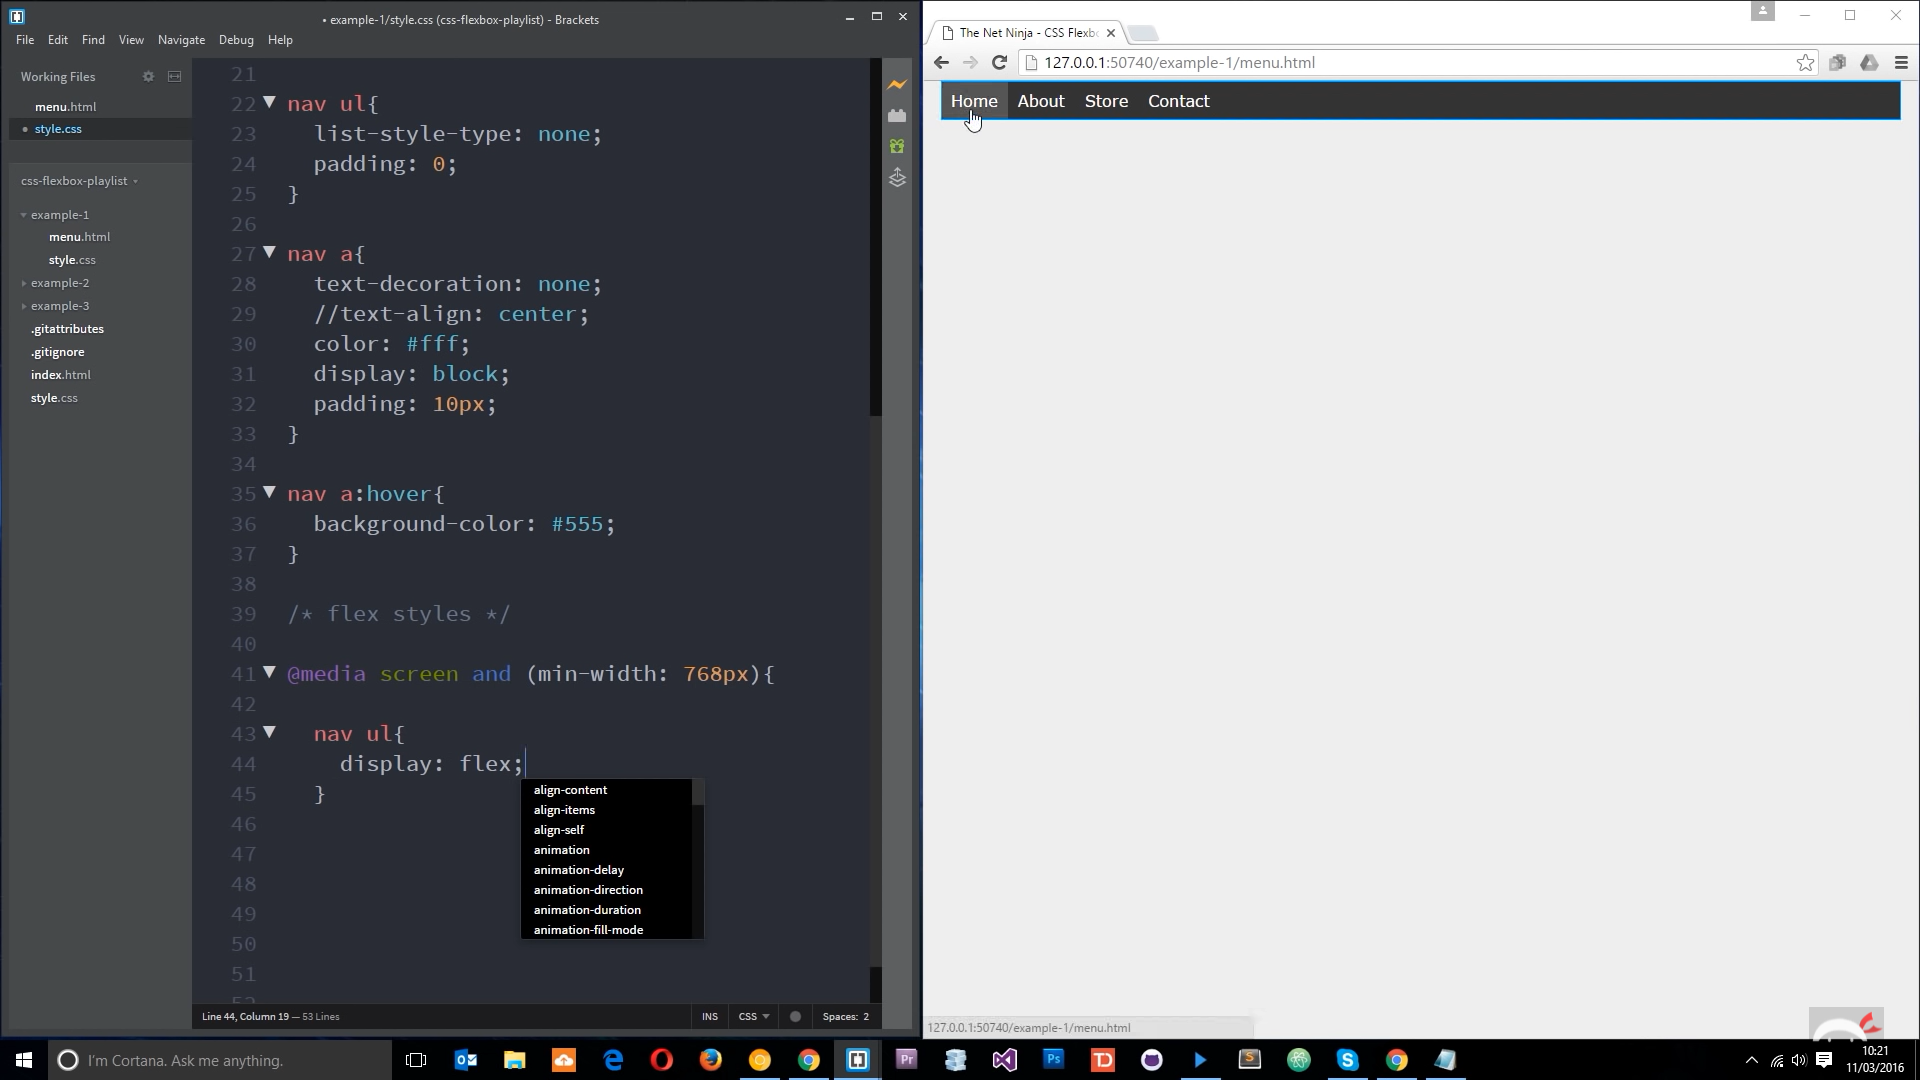 • example-1/style.css (css-flexbox-playlist) - Brackets
File Edit Find View Navigate Debug Help
Working Files
menu.html
• style.css
css-flexbox-playlist
example-1
menu.html
style.css
example-2
example-3
.gitattributes
.gitignore
index.html
style.css
21
22 nav ul{
23 list-style-type: none;
24 padding: 0;
25 }
26
27 nav a{
28 text-decoration: none;
29 //text-align: center;
30 color: #fff;
31 display: block;
32 padding: 10px;
33 }
34
35 nav a:hover{
36 background-color: #555;
37 }
38
39 /* flex styles */
40
41 @media screen and (min-width: 768px){
42
43 nav ul{
44 display: flex;
45 }
46
47
48
49
50
51
52
align-content
align-items
align-self
animation
animation-delay
animation-direction
animation-duration
animation-fill-mode
Line 44, Column 19 — 53 Lines
INS CSS Spaces: 2
The Net Ninja - CSS Flexb
127.0.0.1:50740/example-1/menu.html
Home About Store Contact
127.0.0.1:50740/example-1/menu.html
I'm Cortana. Ask me anything.
Pr
Ps
10:21
11/03/2016